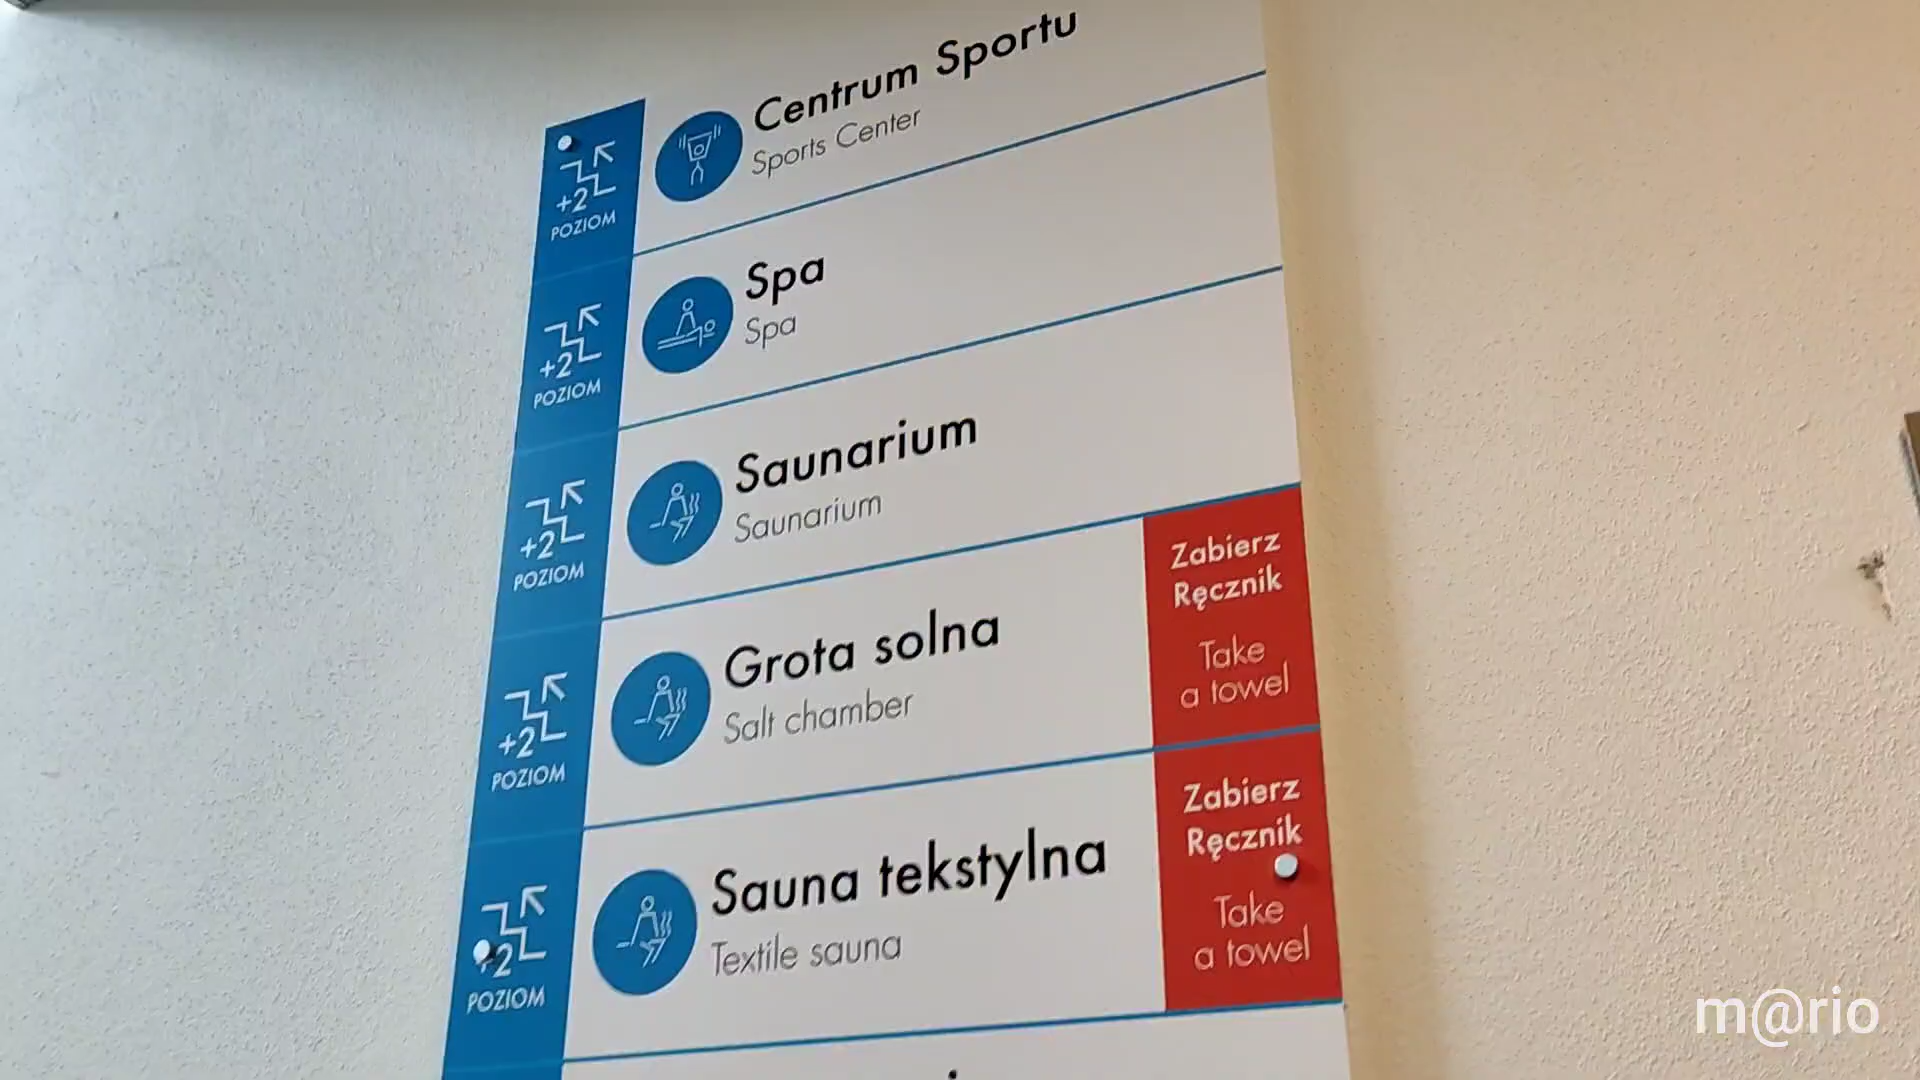 Centrum Sportu
Sports Center
+2
POZIOM
Spa
Spa
+2
POZIOM
Saunarium
Saunarium
+2
POZIOM
Grota solna
Salt chamber
+2
POZIOM
Zabierz
Ręcznik
Take
a towel
Sauna tekstylna
Textile sauna
+2
POZIOM
Zabierz
Ręcznik
Take
a towel
m@rio